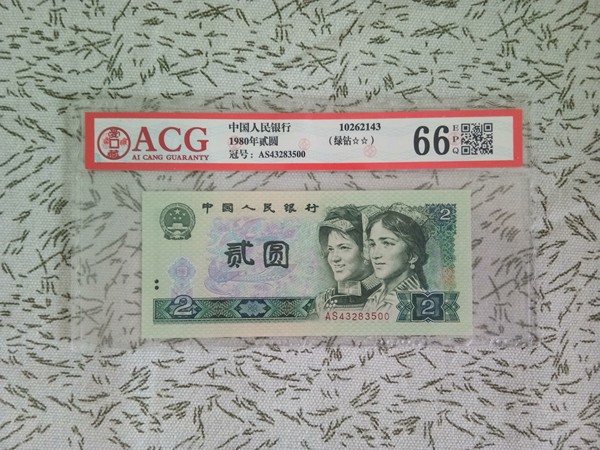 ACG
AI CANG GUARANTY
中国人民银行
1980年贰圆
冠号：AS43283500
10262143
（绿钻☆☆）
66
EPQ
中国人民银行
2
贰圆
2
AS43283500
2